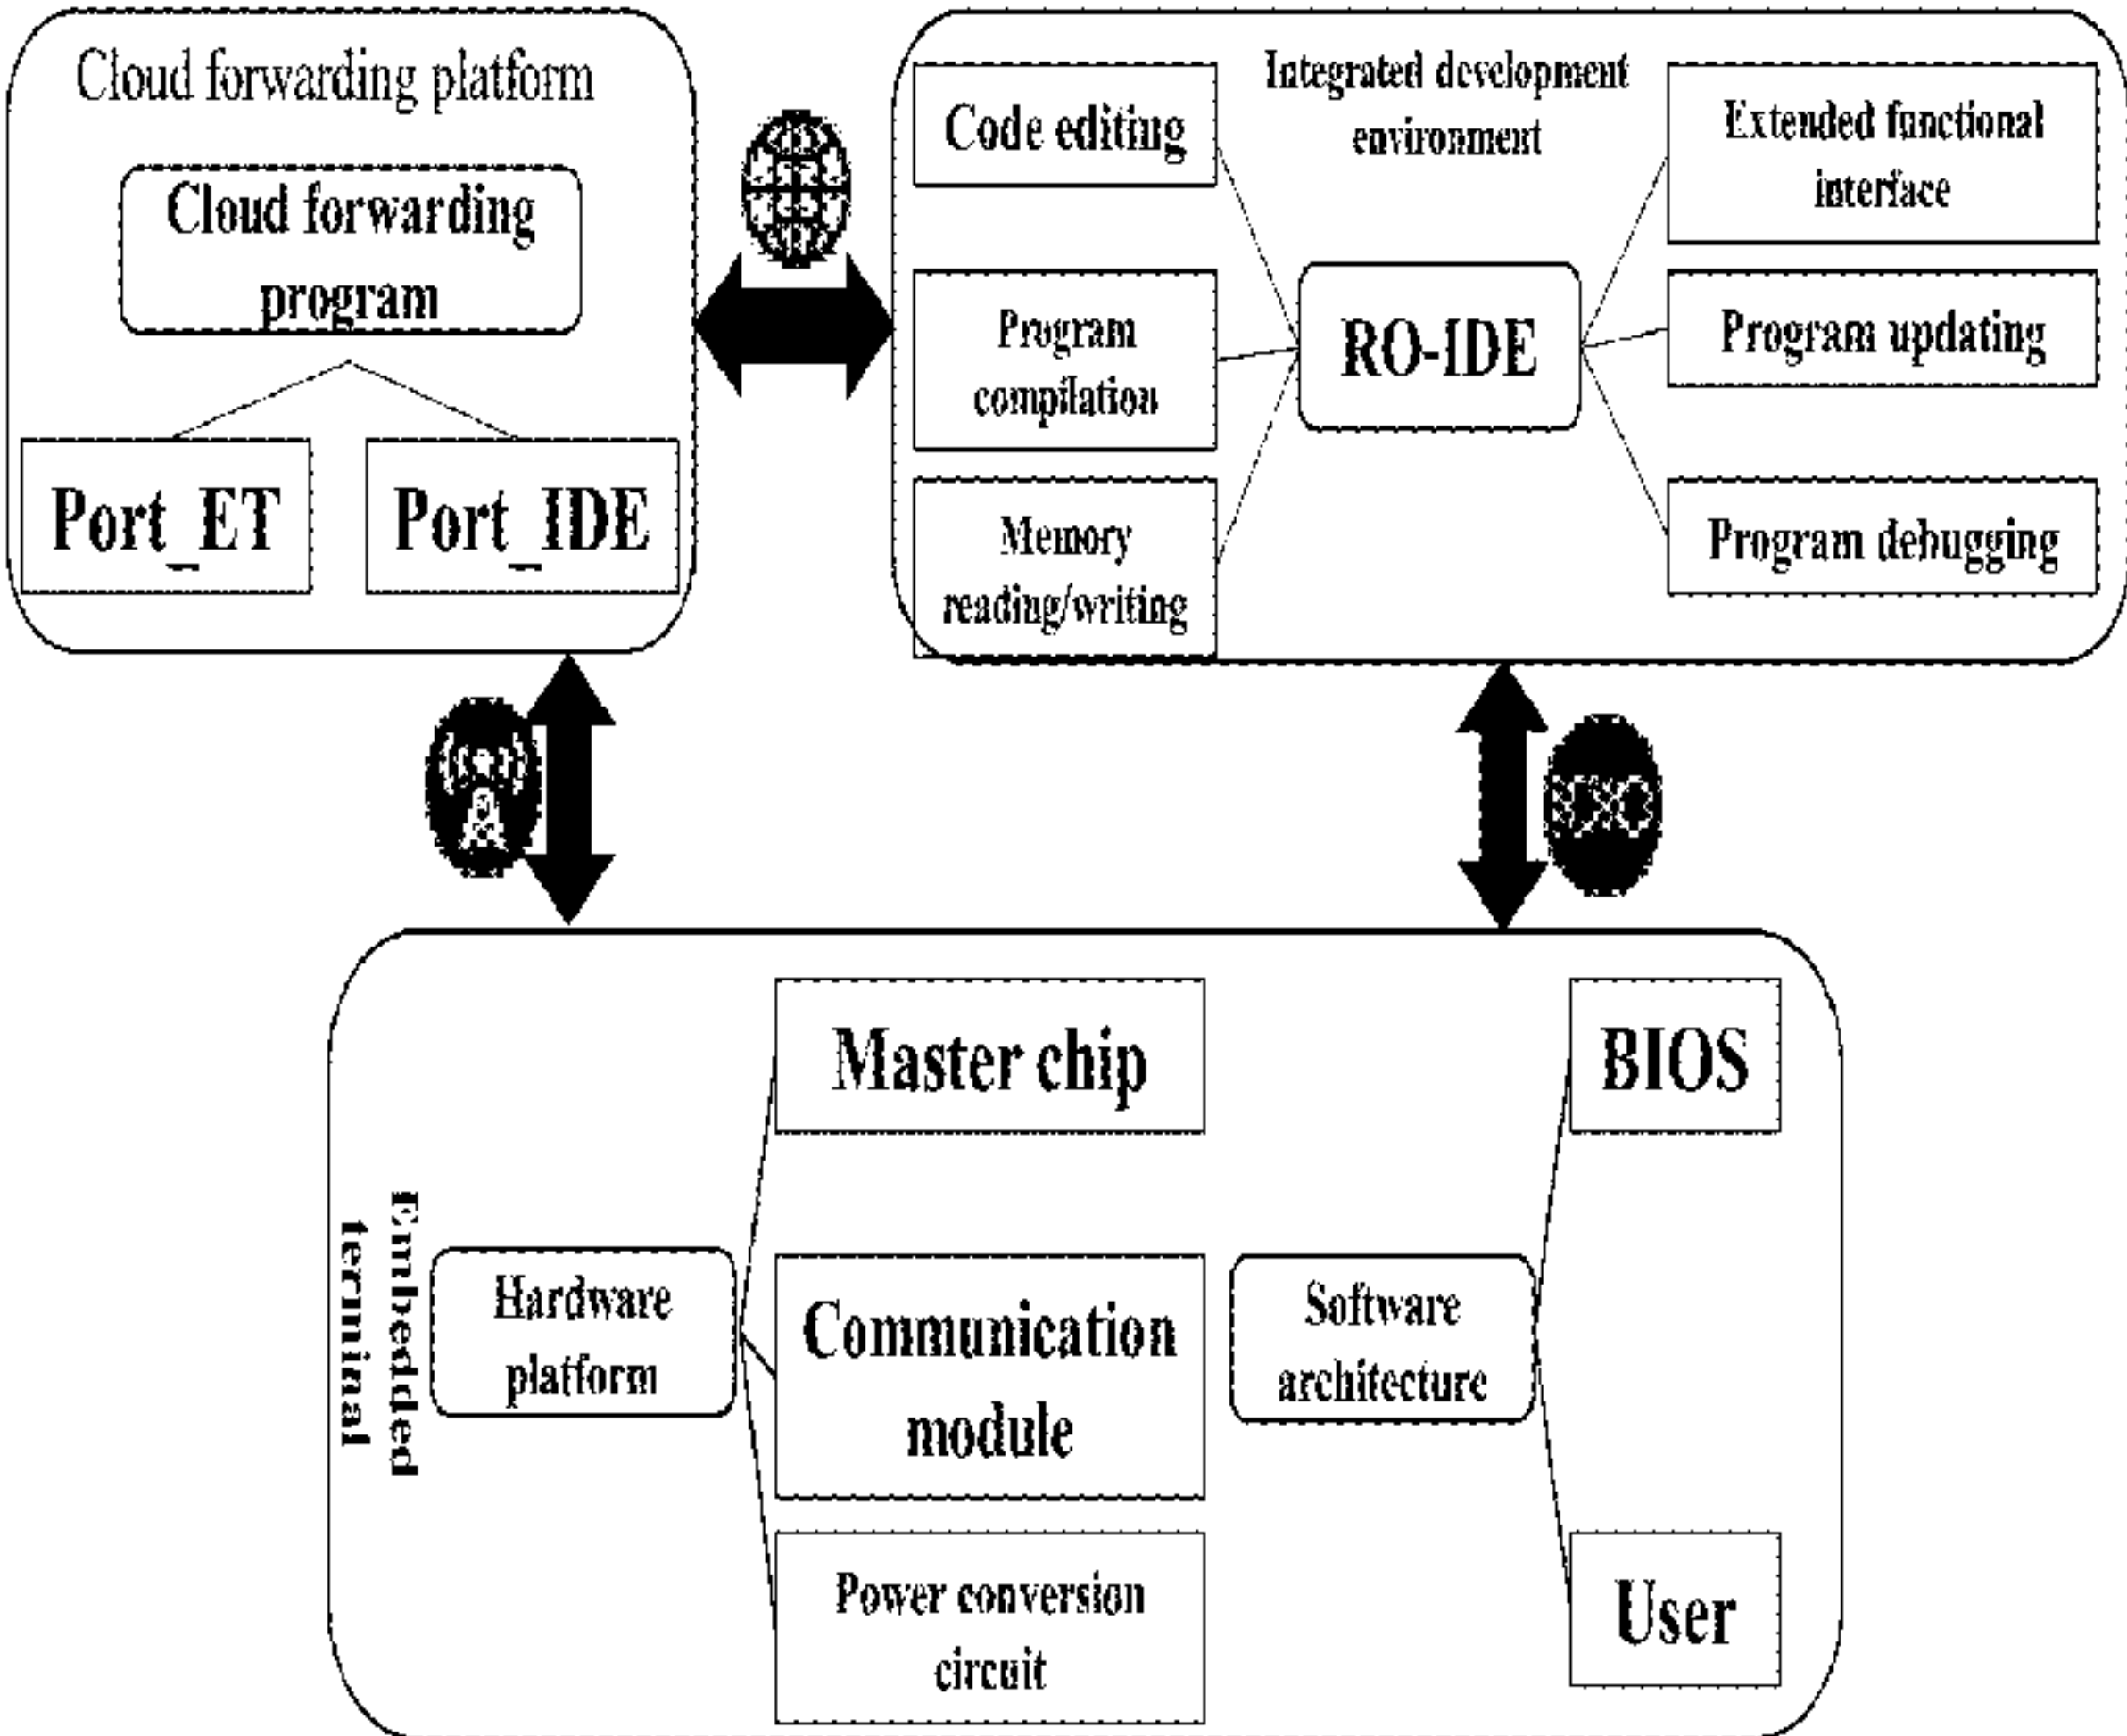 Cloud forwarding platform
Cloud forwarding
program
Port_ET
Port_IDE
Integrated development
environment
Code editing
Program
compilation
Memory
reading/writing
RO-IDE
Extended functional
interface
Program updating
Program debugging
Embedded
terminal
Hardware
platform
Master chip
Communication
module
Power conversion
circuit
Software
architecture
BIOS
User